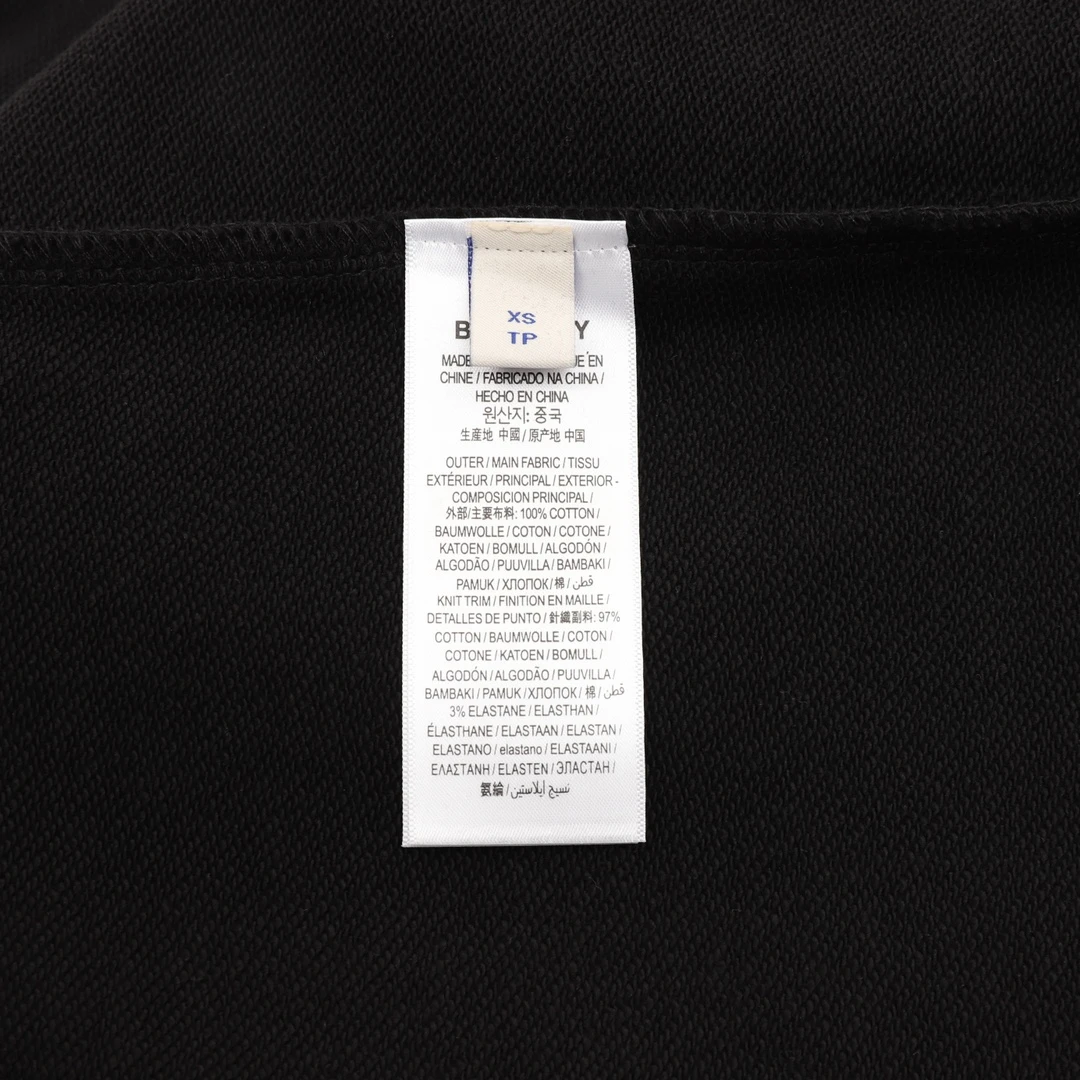 XS
TP
B Y
MADE UE EN
CHINE / FABRICADO NA CHINA /
HECHO EN CHINA
원산지: 중국
生産地 中國 / 原产地 中国
OUTER / MAIN FABRIC / TISSU
EXTÉRIEUR / PRINCIPAL / EXTERIOR -
COMPOSICION PRINCIPAL /
外部/主要布料: 100% COTTON /
BAUMWOLLE / COTON / COTONE /
KATOEN / BOMULL / ALGODÓN /
ALGODÃO / PUUVILLA / BAMBAKI /
PAMUK / ХЛОПОК / 棉 / قطن
KNIT TRIM / FINITION EN MAILLE /
DETALLES DE PUNTO / 針織副料: 97%
COTTON / BAUMWOLLE / COTON /
COTONE / KATOEN / BOMULL /
ALGODÓN / ALGODÃO / PUUVILLA /
BAMBAKI / PAMUK / ХЛОПОК / 棉 / قطن
3% ELASTANE / ELASTHAN /
ÉLASTHANE / ELASTAAN / ELASTAN /
ELASTANO / elastano / ELASTAANI /
ΕΛΑΣΤΑΝΗ / ELASTEN / ЭЛАСТАН /
氨綸 / نسيج إيلاستين